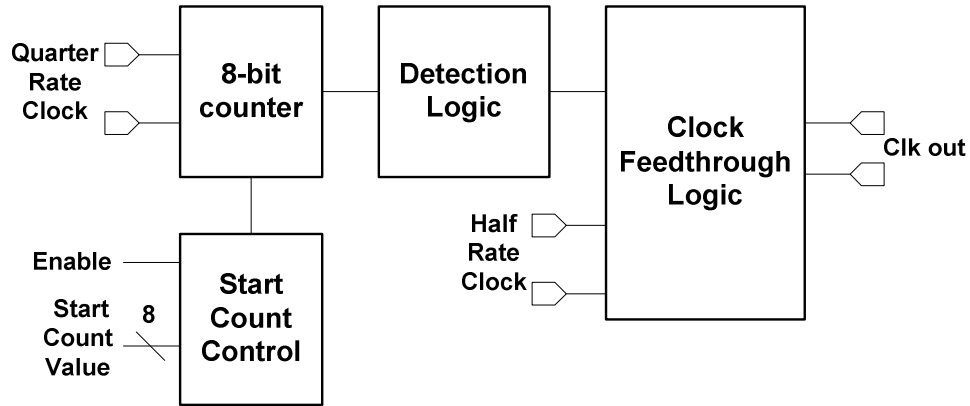 Quarter
Rate
Clock
8-bit
counter
Detection
Logic
Clock
Feedthrough
Logic
Clk out
Half
Rate
Clock
Enable
Start
Count
Value
8
Start
Count
Control